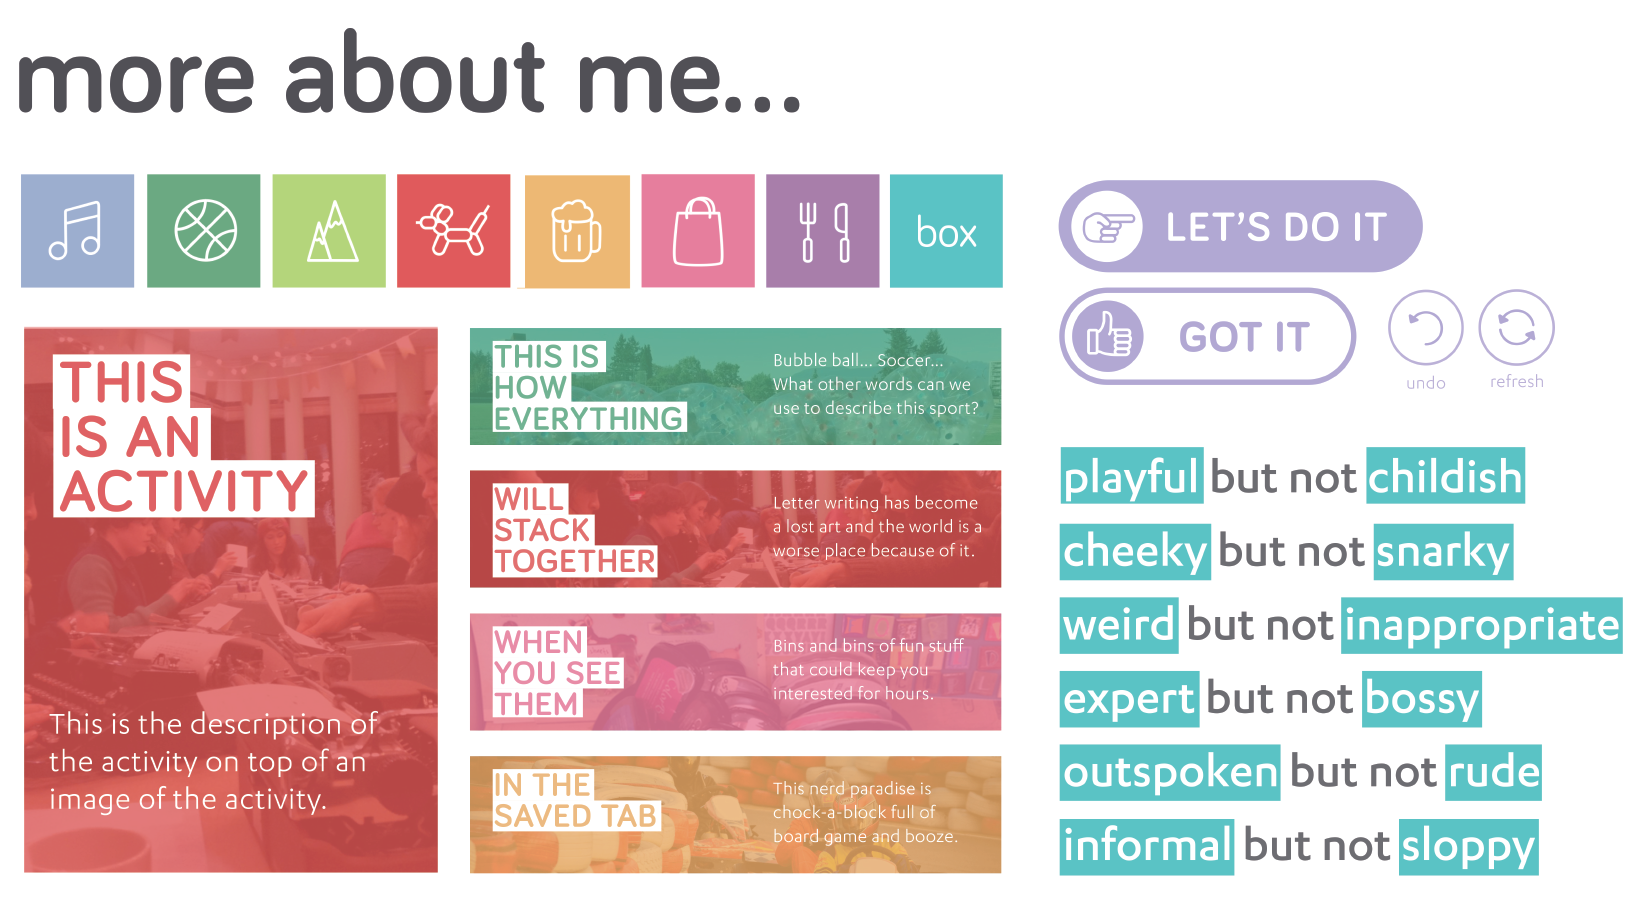 more about me...
box
THIS
IS AN
ACTIVITY
This is the description of
the activity on top of an
image of the activity.
THIS IS
HOW
EVERYTHING
Bubble ball... Soccer...
What other words can we
use to describe this sport?
WILL
STACK
TOGETHER
Letter writing has become
a lost art and the world is a
worse place because of it.
WHEN
YOU SEE
THEM
Bins and bins of fun stuff
that could keep you
interested for hours.
IN THE
SAVED TAB
This nerd paradise is
chock-a-block full of
board game and booze.
LET'S DO IT
GOT IT
undo
refresh
playful but not childish
cheeky but not snarky
weird but not inappropriate
expert but not bossy
outspoken but not rude
informal but not sloppy